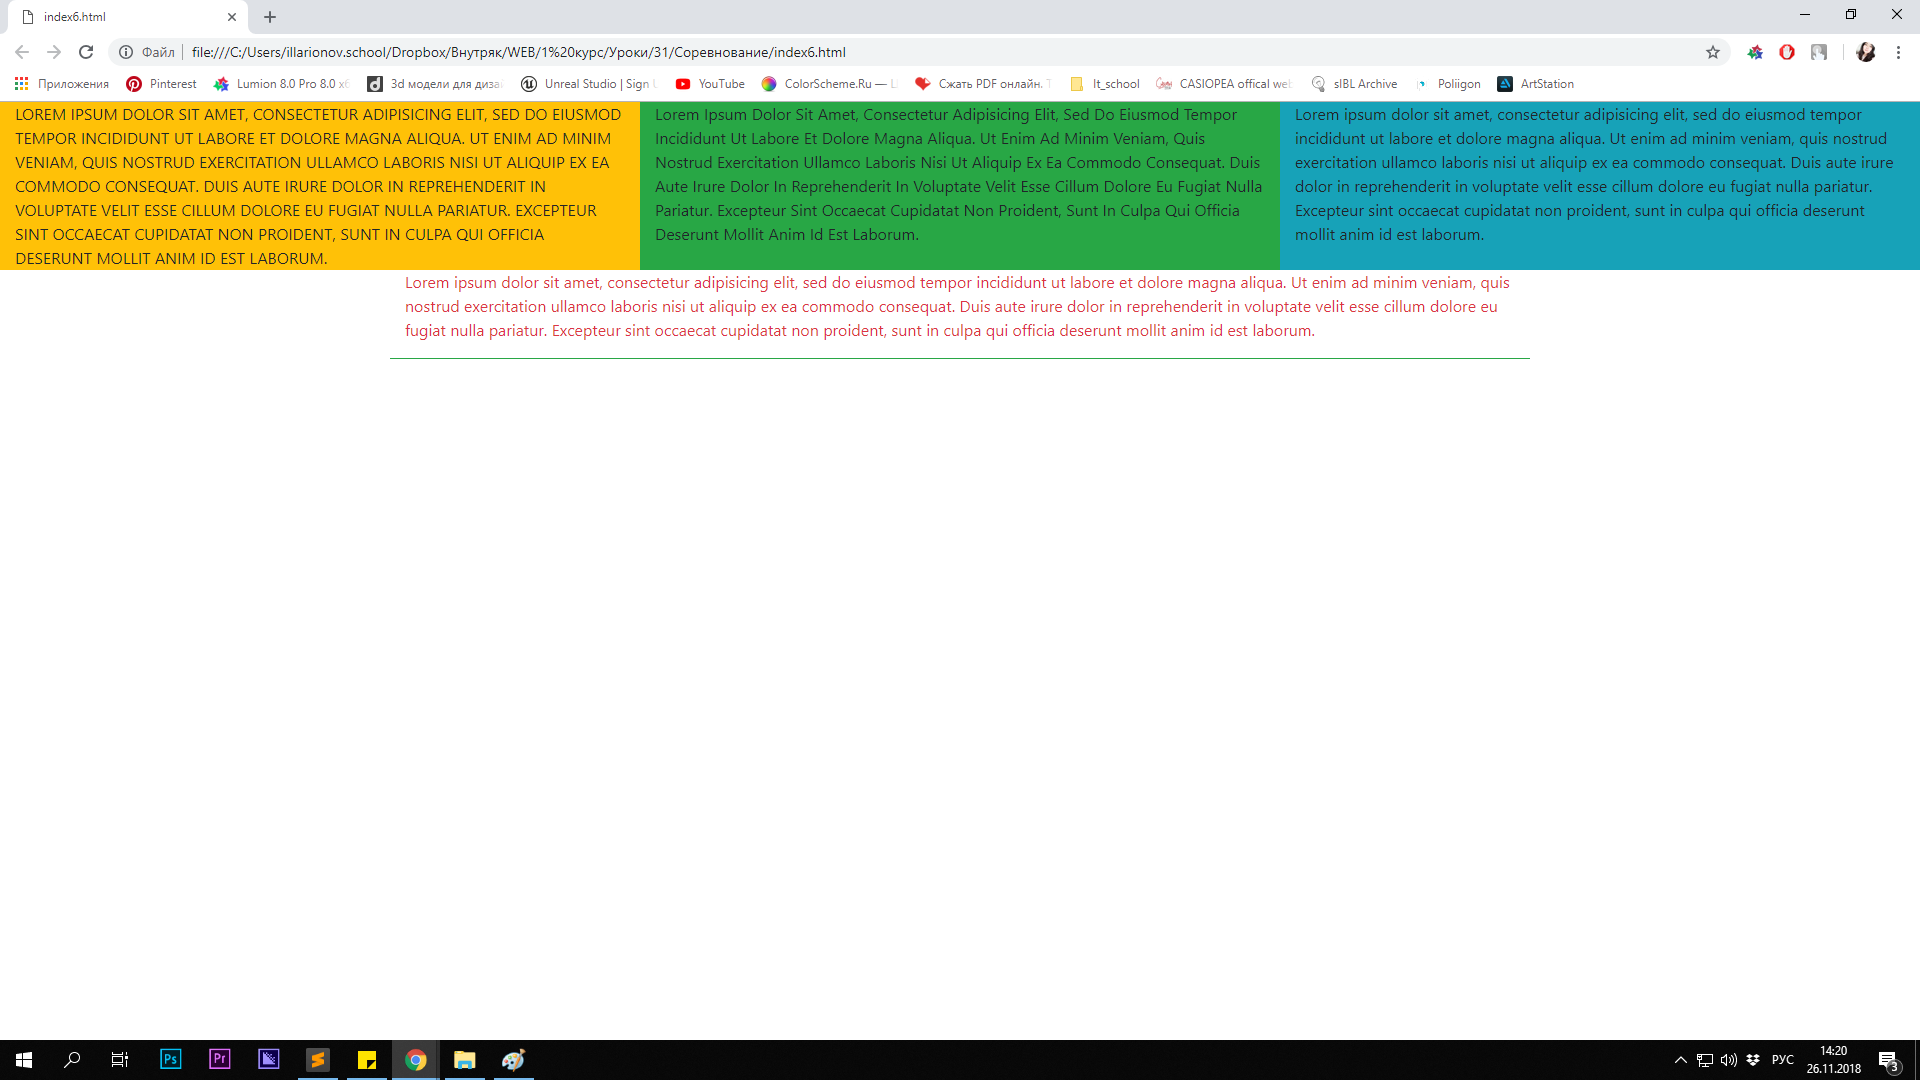 index6.html
Файл file:///C:/Users/illarionov.school/Dropbox/Внутряк/WEB/1%20курс/Уроки/31/Соревнование/index6.html
Приложения Pinterest Lumion 8.0 Pro 8.0 x6 3d модели для диза Unreal Studio | Sign YouTube ColorScheme.Ru — Сжать PDF онлайн. It_school CASIOPEA offical we sIBL Archive Poliigon ArtStation
LOREM IPSUM DOLOR SIT AMET, CONSECTETUR ADIPISICING ELIT, SED DO EIUSMOD
TEMPOR INCIDIDUNT UT LABORE ET DOLORE MAGNA ALIQUA. UT ENIM AD MINIM
VENIAM, QUIS NOSTRUD EXERCITATION ULLAMCO LABORIS NISI UT ALIQUIP EX EA
COMMODO CONSEQUAT. DUIS AUTE IRURE DOLOR IN REPREHENDERIT IN
VOLUPTATE VELIT ESSE CILLUM DOLORE EU FUGIAT NULLA PARIATUR. EXCEPTEUR
SINT OCCAECAT CUPIDATAT NON PROIDENT, SUNT IN CULPA QUI OFFICIA
DESERUNT MOLLIT ANIM ID EST LABORUM.
Lorem Ipsum Dolor Sit Amet, Consectetur Adipisicing Elit, Sed Do Eiusmod Tempor
Incididunt Ut Labore Et Dolore Magna Aliqua. Ut Enim Ad Minim Veniam, Quis
Nostrud Exercitation Ullamco Laboris Nisi Ut Aliquip Ex Ea Commodo Consequat. Duis
Aute Irure Dolor In Reprehenderit In Voluptate Velit Esse Cillum Dolore Eu Fugiat Nulla
Pariatur. Excepteur Sint Occaecat Cupidatat Non Proident, Sunt In Culpa Qui Officia
Deserunt Mollit Anim Id Est Laborum.
Lorem ipsum dolor sit amet, consectetur adipisicing elit, sed do eiusmod tempor
incididunt ut labore et dolore magna aliqua. Ut enim ad minim veniam, quis nostrud
exercitation ullamco laboris nisi ut aliquip ex ea commodo consequat. Duis aute irure
dolor in reprehenderit in voluptate velit esse cillum dolore eu fugiat nulla pariatur.
Excepteur sint occaecat cupidatat non proident, sunt in culpa qui officia deserunt
mollit anim id est laborum.
Lorem ipsum dolor sit amet, consectetur adipisicing elit, sed do eiusmod tempor incididunt ut labore et dolore magna aliqua. Ut enim ad minim veniam, quis
nostrud exercitation ullamco laboris nisi ut aliquip ex ea commodo consequat. Duis aute irure dolor in reprehenderit in voluptate velit esse cillum dolore eu
fugiat nulla pariatur. Excepteur sint occaecat cupidatat non proident, sunt in culpa qui officia deserunt mollit anim id est laborum.
Ps Pr РУС
14:20
26.11.2018
3